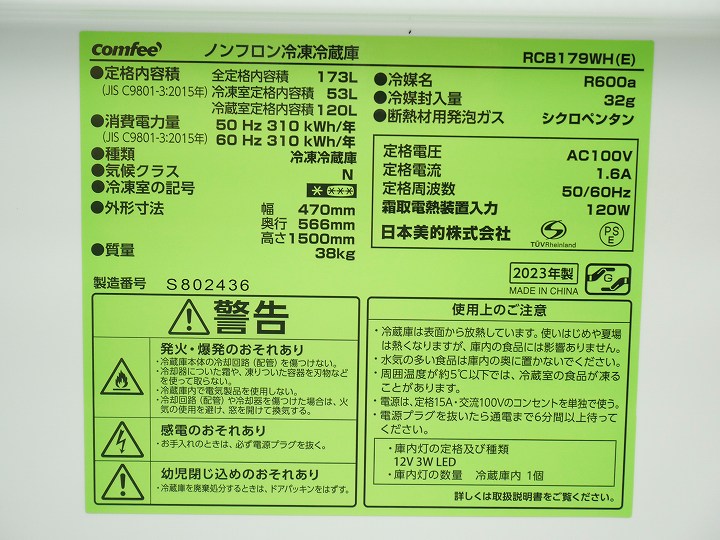 comfee' ノンフロン冷凍冷蔵庫 RCB179WH(E)
●定格内容積 全定格内容積 173L
(JIS C9801-3:2015年) 冷凍室定格内容積 53L
冷蔵室定格内容積 120L
●消費電力量 50 Hz 310 kWh/年
(JIS C9801-3:2015年) 60 Hz 310 kWh/年
●種類 冷凍冷蔵庫
●気候クラス N
●冷凍室の記号
●外形寸法 幅 470mm
奥行 566mm
高さ 1500mm
●質量 38kg
製造番号 S802436
●冷媒名 R600a
●冷媒封入量 32g
●断熱材用発泡ガス シクロペンタン
定格電圧 AC100V
定格電流 1.6A
定格周波数 50/60Hz
霜取電熱装置入力 120W
日本美的株式会社 TÜVRheinland PSE
2023年製
MADE IN CHINA
G
警告
発火・爆発のおそれあり
・冷蔵庫本体の冷却回路(配管)を傷つけない。
・冷却器についた霜や、凍りついた容器を刃物など
を使って取らない。
・冷蔵庫内で電気製品を使用しない。
・冷却回路(配管)や冷却器を傷つけた場合は、火
気の使用を避け、窓を開けて換気する。
感電のおそれあり
・お手入れのときは、必ず電源プラグを抜く。
幼児閉じ込めのおそれあり
・冷蔵庫を廃棄処分するときは、ドアパッキンをはずす。
使用上のご注意
・冷蔵庫は表面から放熱しています。使いはじめや夏場
は熱くなりますが、庫内の食品には影響ありません。
・水気の多い食品は庫内の奥に置かないでください。
・周囲温度が約5℃以下では、冷蔵室の食品が凍る
ことがあります。
・電源は、定格15A・交流100Vのコンセントを単独で使う。
・電源プラグを抜いたら通電まで6分間以上待って
ください。
・庫内灯の定格及び種類
12V 3W LED
・庫内灯の数量 冷蔵庫内 1個
詳しくは取扱説明書をご覧ください。